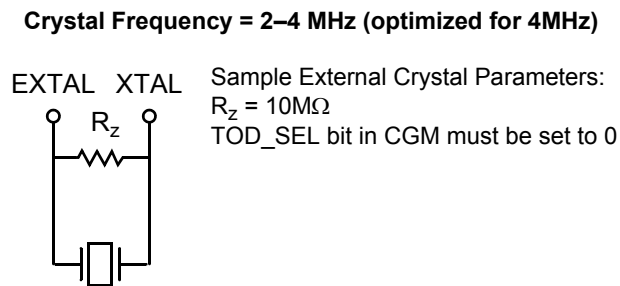 Crystal Frequency = 2–4 MHz (optimized for 4MHz)
EXTAL XTAL
Sample External Crystal Parameters:
Rz = 10MΩ
TOD_SEL bit in CGM must be set to 0
Rz